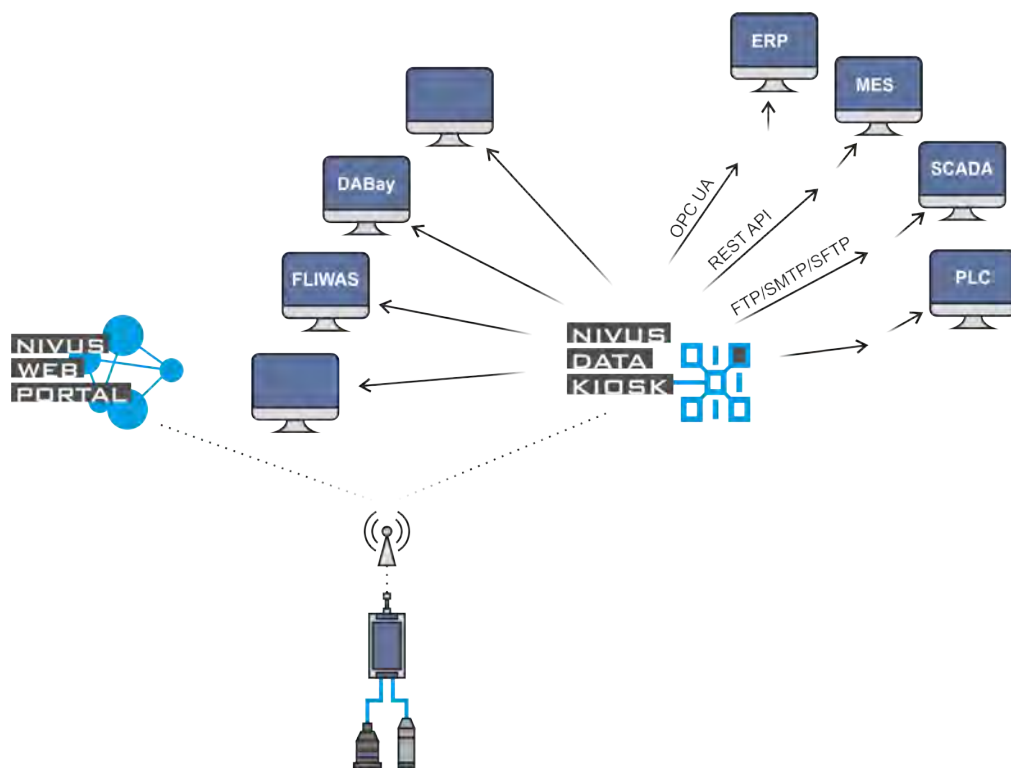 ERP
MES
SCADA
PLC
DABay
FLIWAS
OPC UA
REST API
FTP/SMTP/SFTP
NIVUS
WEB
PORTAL
NIVUS
DATA
KIOSK